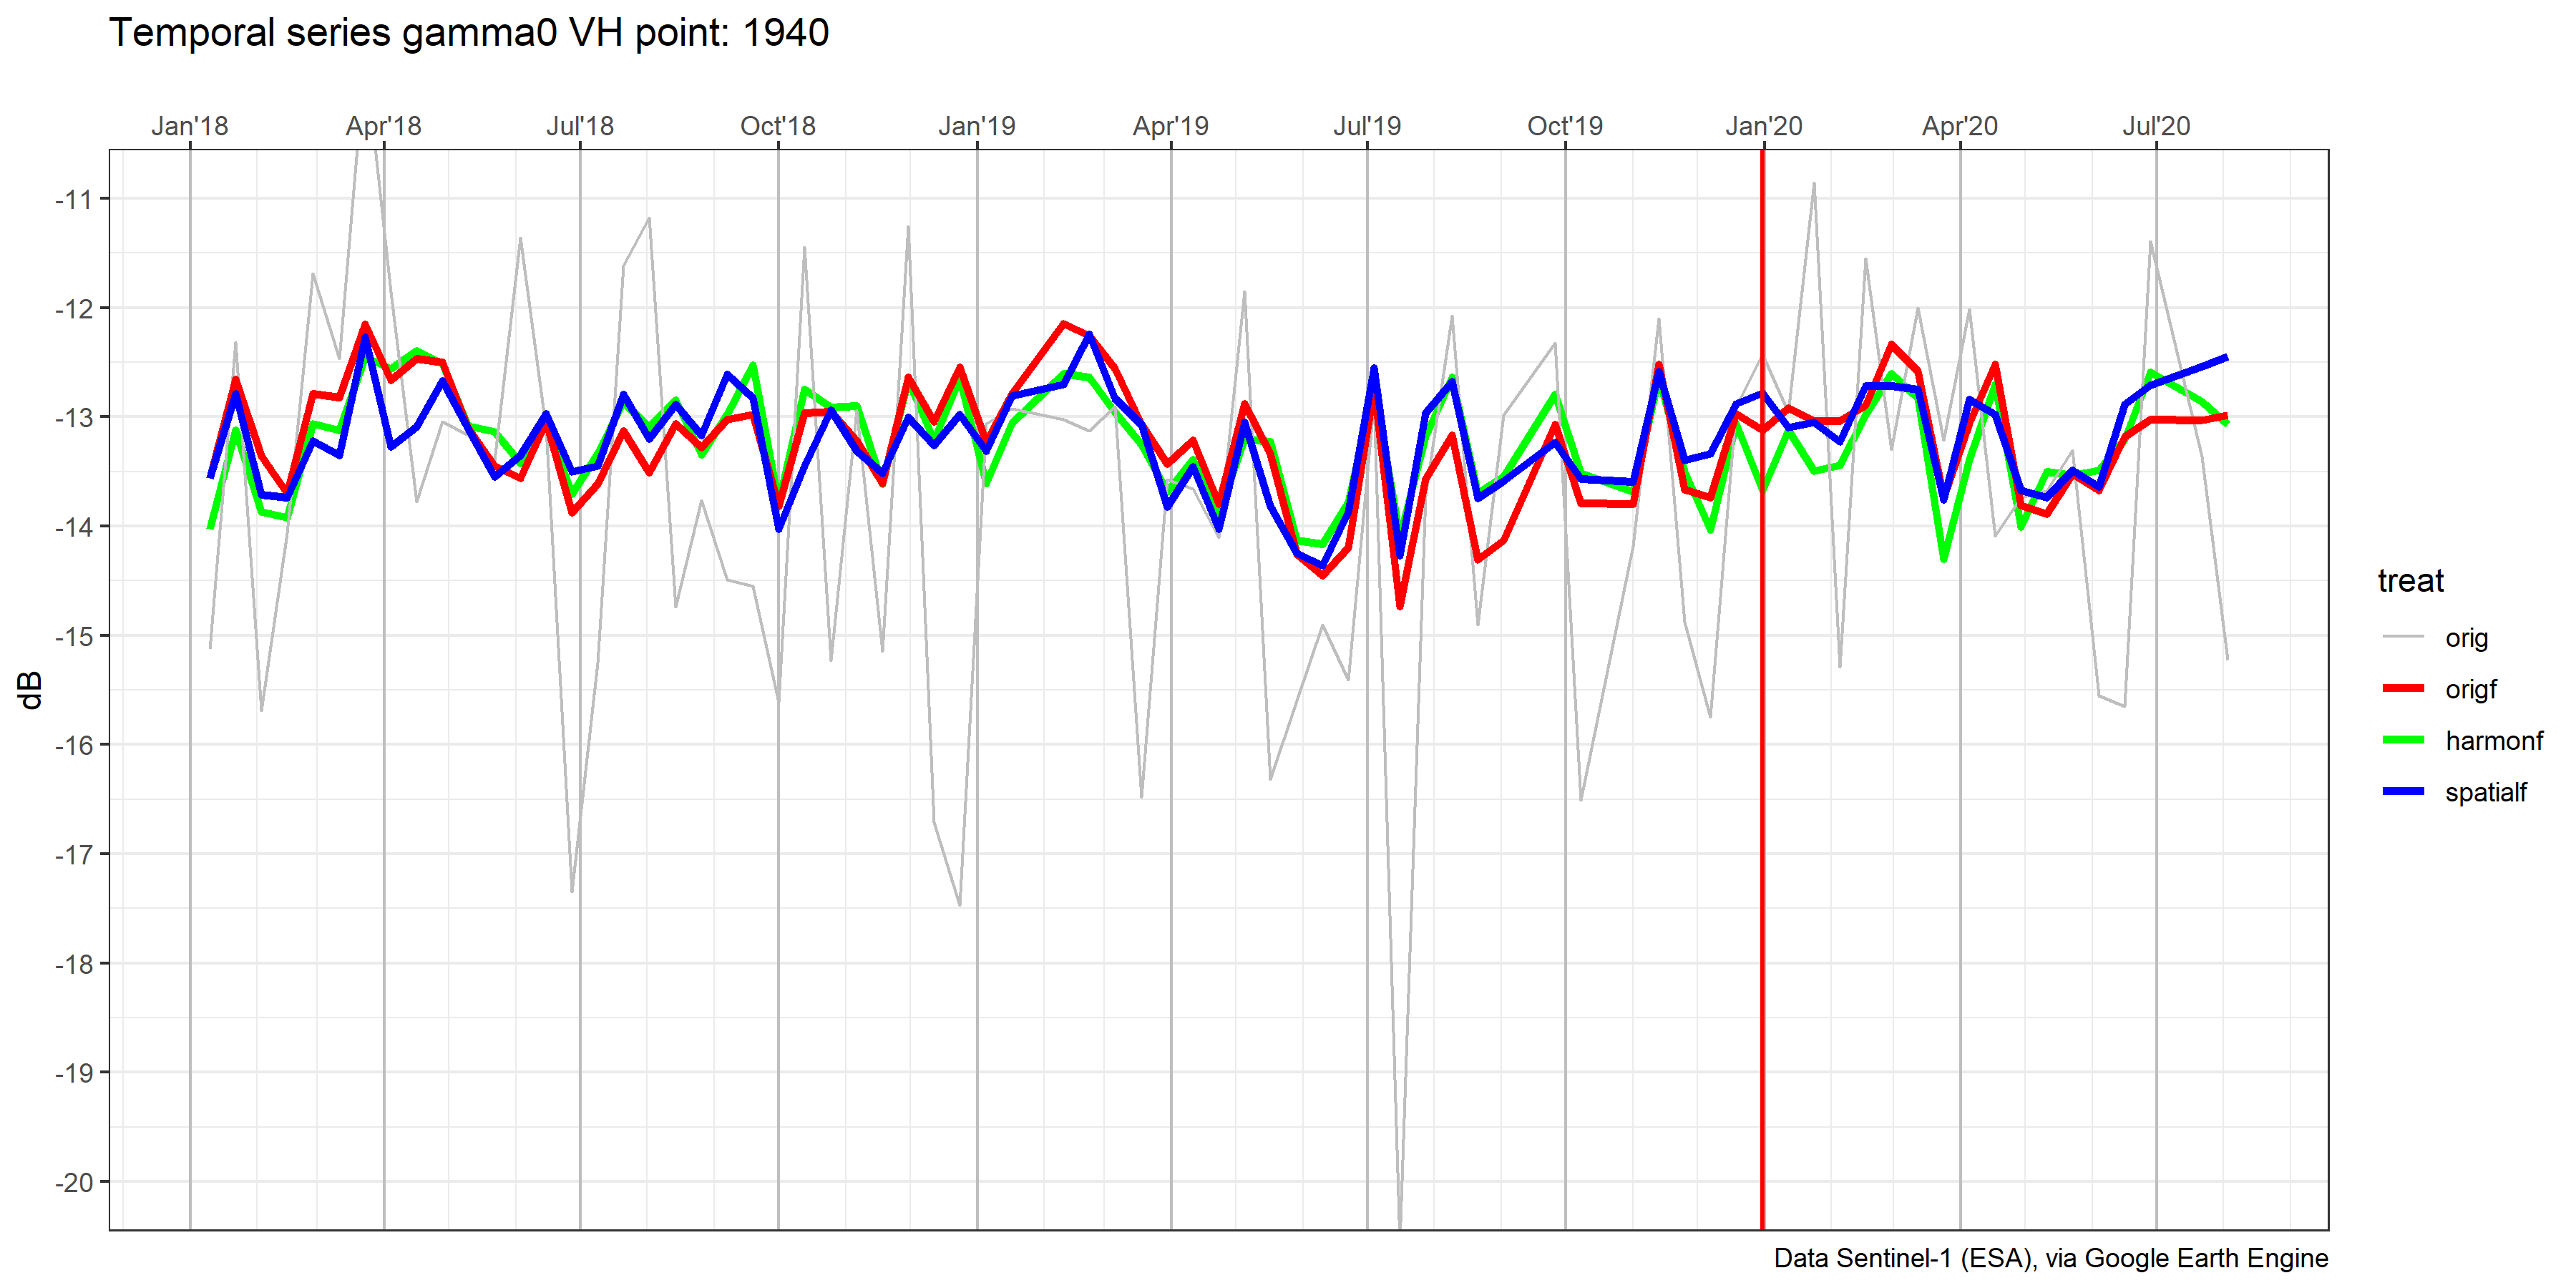 Temporal series gamma0 VH point: 1940
Jan'18 Apr'18 Jul'18 Oct'18 Jan'19 Apr'19 Jul'19 Oct'19 Jan'20 Apr'20 Jul'20
-11
-12
-13
-14
-15
-16
-17
-18
-19
-20
dB
treat
orig
origf
harmonf
spatialf
Data Sentinel-1 (ESA), via Google Earth Engine